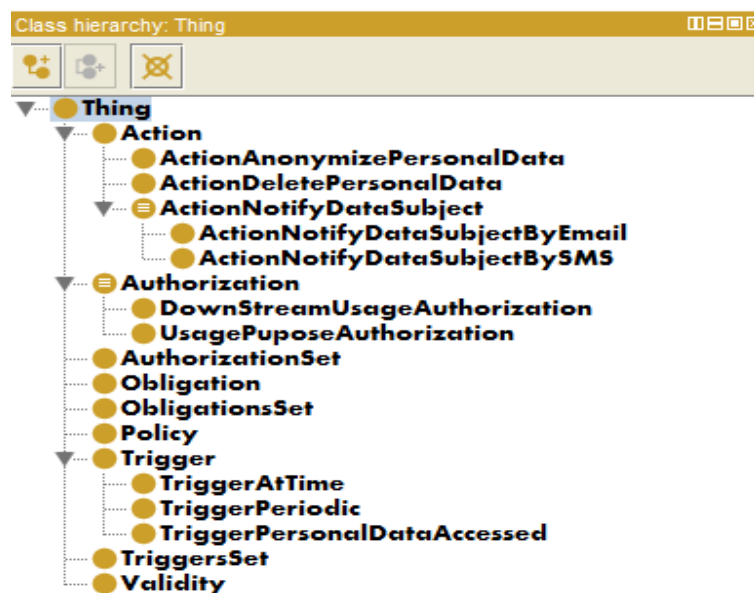 Class hierarchy: Thing
Thing
Action
ActionAnonymizePersonalData
ActionDeletePersonalData
ActionNotifyDataSubject
ActionNotifyDataSubjectByEmail
ActionNotifyDataSubjectBySMS
Authorization
DownStreamUsageAuthorization
UsagePuposeAuthorization
AuthorizationSet
Obligation
ObligationsSet
Policy
Trigger
TriggerAtTime
TriggerPeriodic
TriggerPersonalDataAccessed
TriggersSet
Validity